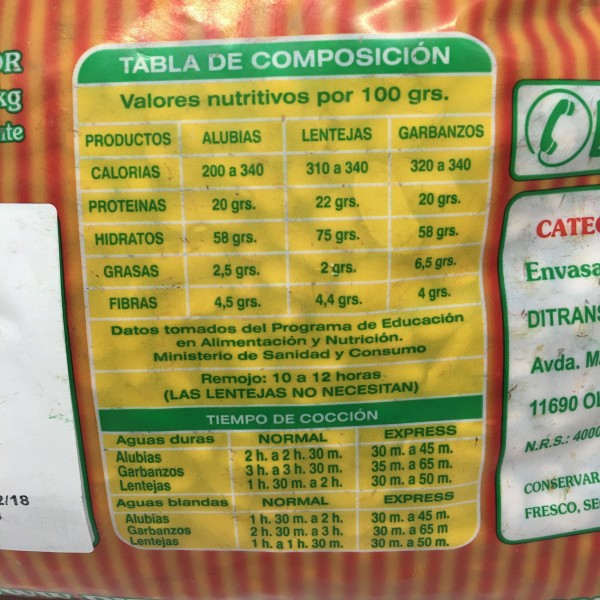 OR
kg
nte
TABLA DE COMPOSICIÓN
Valores nutritivos por 100 grs.
PRODUCTOS ALUBIAS LENTEJAS GARBANZOS
CALORIAS 200 a 340 310 a 340 320 a 340
PROTEINAS 20 grs. 22 grs. 20 grs.
HIDRATOS 58 grs. 75 grs. 58 grs.
GRASAS 2,5 grs. 2 grs. 6,5 grs.
FIBRAS 4,5 grs. 4,4 grs. 4 grs.
Datos tomados del Programa de Educación
en Alimentación y Nutrición.
Ministerio de Sanidad y Consumo
Remojo: 10 a 12 horas
(LAS LENTEJAS NO NECESITAN)
TIEMPO DE COCCIÓN
Aguas duras NORMAL EXPRESS
Alubias 2 h. a 2 h. 30 m. 30 m. a 45 m.
Garbanzos 3 h. a 3 h. 30 m. 35 m. a 65 m.
Lentejas 1 h. 30 m. a 2 h. 30 m. a 50 m.
Aguas blandas NORMAL EXPRESS
Alubias 1 h. 30 m. a 2 h. 30 m. a 45 m.
Garbanzos 2 h. 30 m. a 3 h. 30 m. a 65 m
Lentejas 1 h. a 1 h. 30 m. 30 m. a 50 m.
2/18
CATEG
Envasa
DITRANS
Avda. M
11690 Ol
N.R.S.: 4000
CONSERVAR
FRESCO, SE